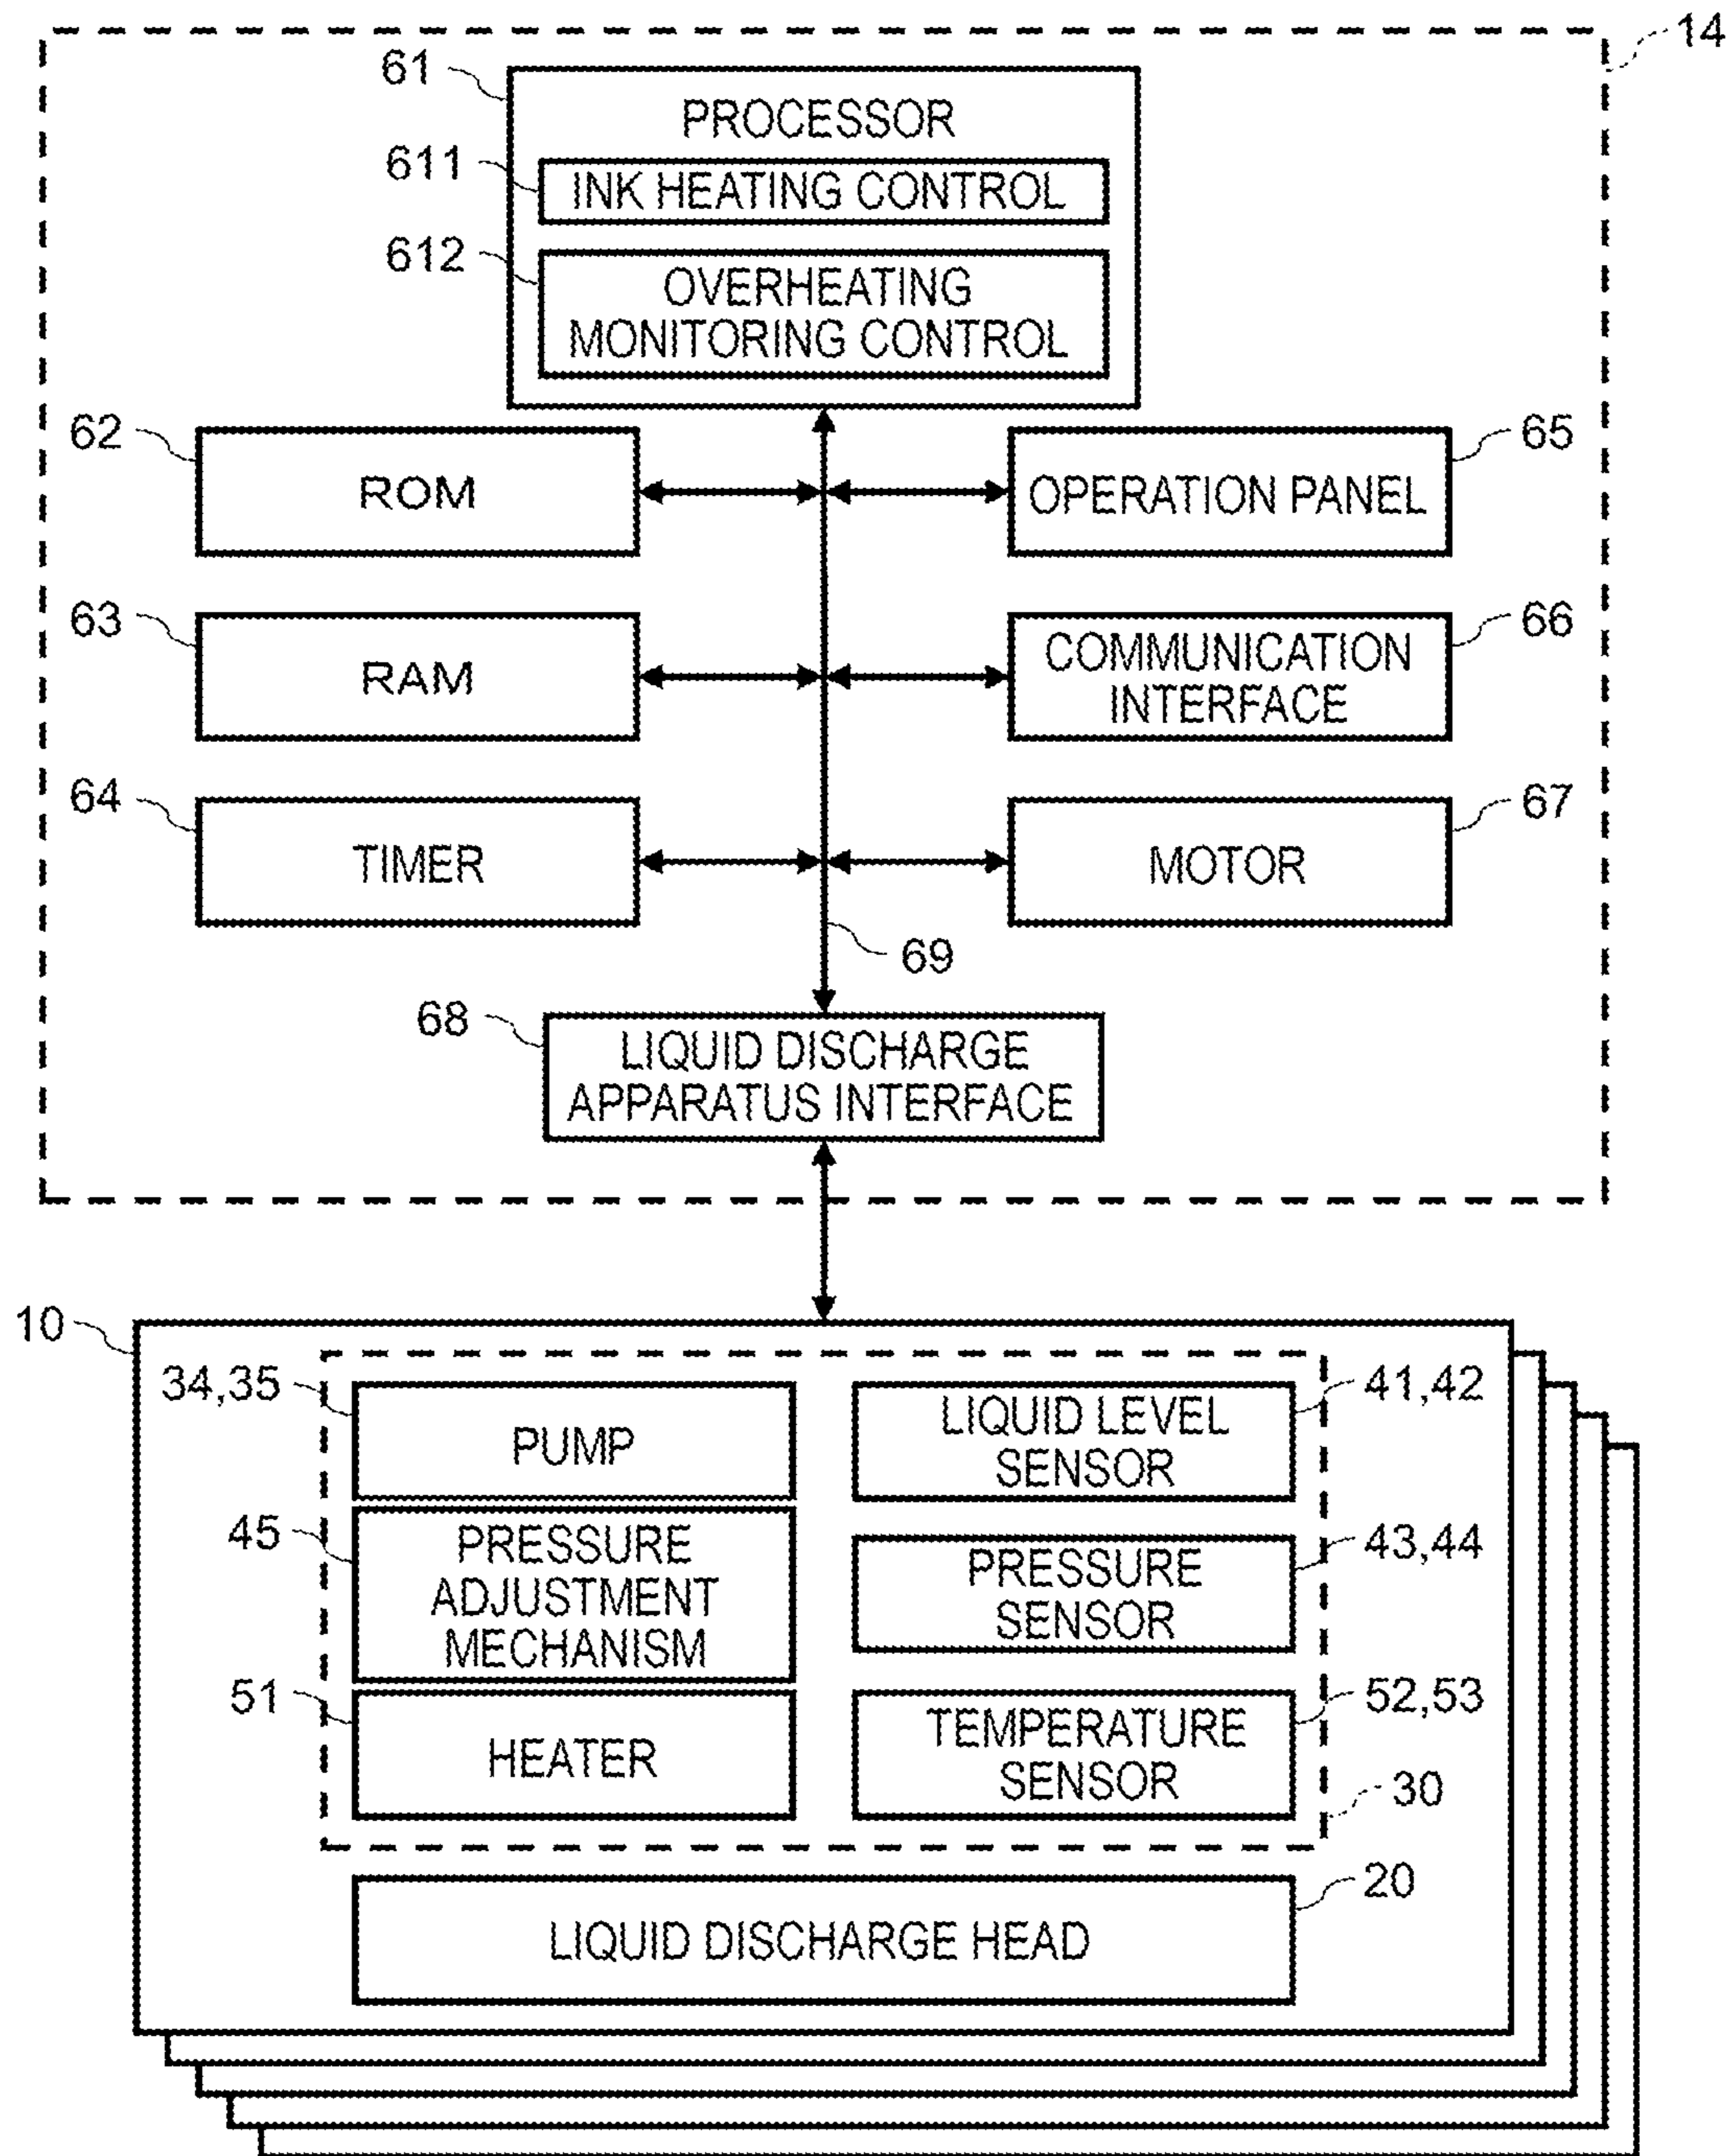 14
61
PROCESSOR
611
INK HEATING CONTROL
612
OVERHEATING
MONITORING CONTROL
62
ROM
65
OPERATION PANEL
63
RAM
66
COMMUNICATION
INTERFACE
64
TIMER
67
MOTOR
69
68
LIQUID DISCHARGE
APPARATUS INTERFACE
10
34,35
PUMP
41,42
LIQUID LEVEL
SENSOR
45
PRESSURE
ADJUSTMENT
MECHANISM
43,44
PRESSURE
SENSOR
51
HEATER
52,53
TEMPERATURE
SENSOR
30
20
LIQUID DISCHARGE HEAD